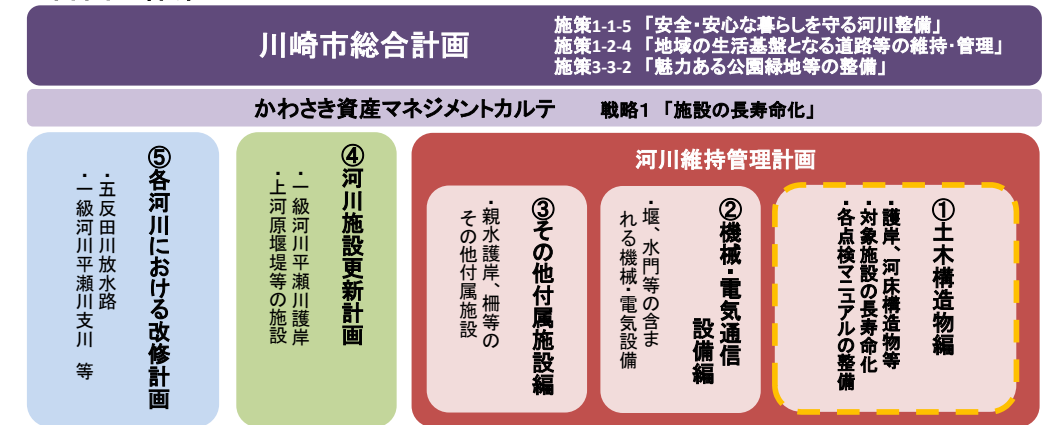 川崎市総合計画
施策1-1-5 「安全・安心な暮らしを守る河川整備」
施策1-2-4 「地域の生活基盤となる道路等の維持・管理」
施策3-3-2 「魅力ある公園緑地等の整備」
かわさき資産マネジメントカルテ 戦略1 「施設の長寿命化」
河川維持管理計画
①土木構造物編
・護岸、河床構造物等
・対象施設の長寿命化
・各点検マニュアルの整備
②機械・電気通信
設備編
・堰、水門等の含ま
れる機械・電気設備
③その他付属施設編
・親水護岸、柵等の
その他付属施設
④河川施設更新計画
・一級河川平瀬川護岸
・上河原堰堤等の施設
⑤各河川における改修計画
・五反田川放水路
・一級河川平瀬川支川 等